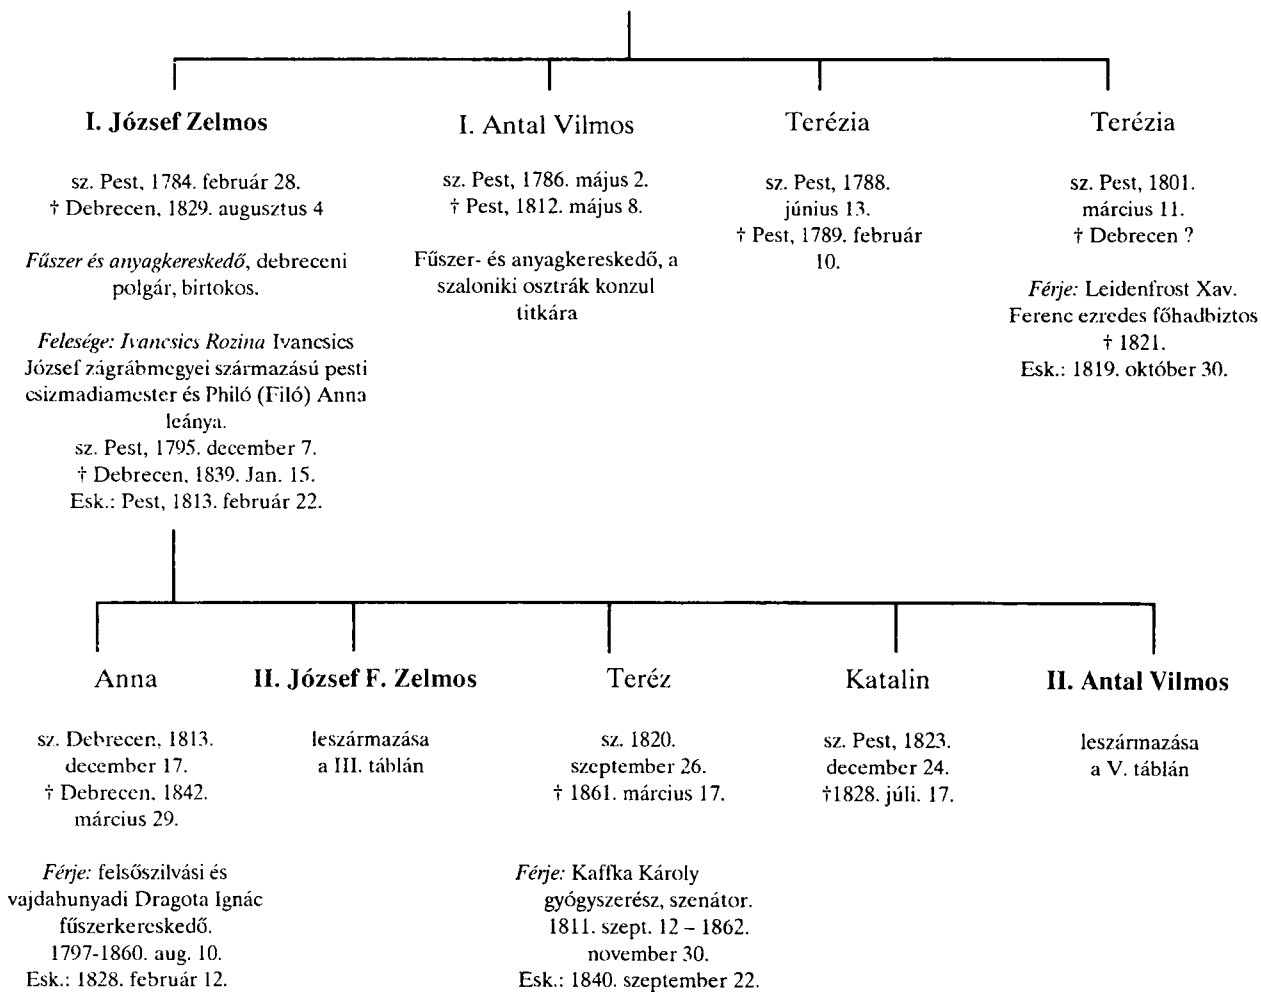 I. József Zelmos
sz. Pest, 1784. február 28.
† Debrecen, 1829. augusztus 4
Fűszer és anyagkereskedő, debreceni
polgár, birtokos.
Felesége: Ivancsics Rozina Ivancsics
József zágrábmegyei származású pesti
csizmadiamester és Philó (Filó) Anna
leánya.
sz. Pest, 1795. december 7.
† Debrecen, 1839. Jan. 15.
Esk.: Pest, 1813. február 22.
I. Antal Vilmos
sz. Pest, 1786. május 2.
† Pest, 1812. május 8.
Fűszer- és anyagkereskedő, a
szaloniki osztrák konzul
titkára
Terézia
sz. Pest, 1788.
június 13.
† Pest, 1789. február
10.
Terézia
sz. Pest, 1801.
március 11.
† Debrecen ?
Férje: Leidenfrost Xav.
Ferenc ezredes főhadbiztos
† 1821.
Esk.: 1819. október 30.
Anna
sz. Debrecen, 1813.
december 17.
† Debrecen, 1842.
március 29.
Férje: felsőszilvási és
vajdahunyadi Dragota Ignác
fűszerkereskedő.
1797-1860. aug. 10.
Esk.: 1828. február 12.
II. József F. Zelmos
leszármazása
a III. táblán
Teréz
sz. 1820.
szeptember 26.
† 1861. március 17.
Férje: Kaffka Károly
gyógyszerész, szenátor.
1811. szept. 12 – 1862.
november 30.
Esk.: 1840. szeptember 22.
Katalin
sz. Pest, 1823.
december 24.
†1828. júli. 17.
II. Antal Vilmos
leszármazása
a V. táblán